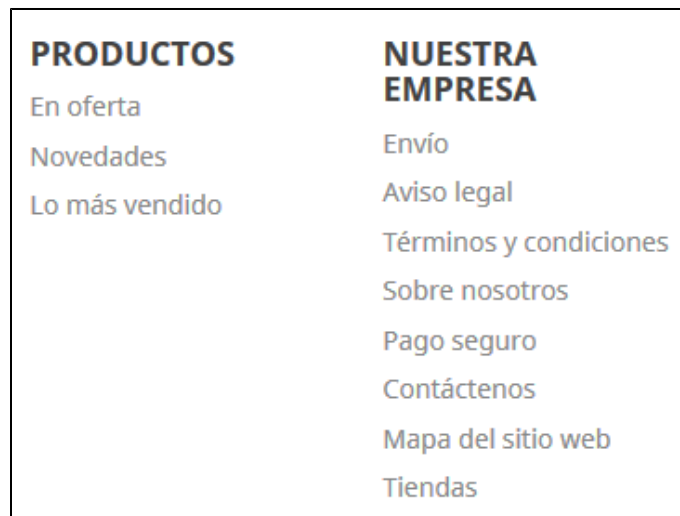 PRODUCTOS
En oferta
Novedades
Lo más vendido
NUESTRA
EMPRESA
Envío
Aviso legal
Términos y condiciones
Sobre nosotros
Pago seguro
Contáctenos
Mapa del sitio web
Tiendas